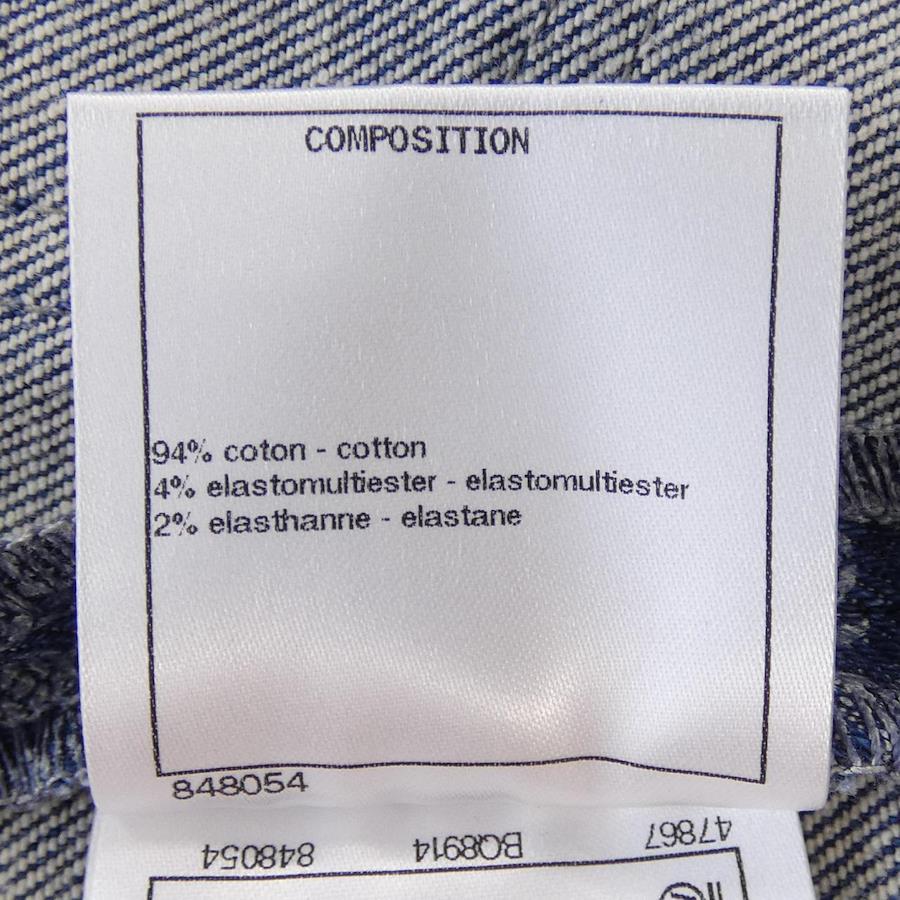 COMPOSITION
94% coton - cotton
4% elastomultiester - elastomultiester
2% elasthanne - elastane
848054
848054 BQ8914 47867